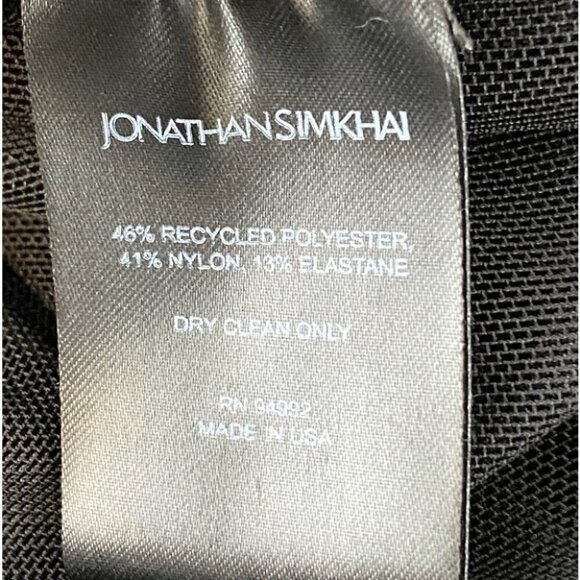 JONATHAN SIMKHAI
46% RECYCLED POLYESTER,
41% NYLON, 13% ELASTANE
DRY CLEAN ONLY
RN 94992
MADE IN USA